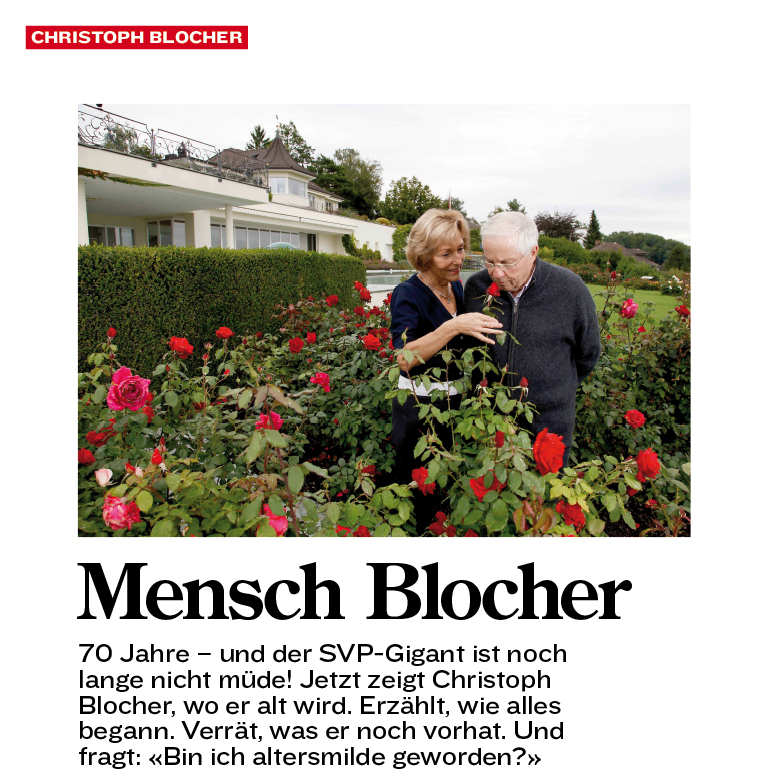 CHRISTOPH BLOCHER
Mensch Blocher
70 Jahre – und der SVP-Gigant ist noch
lange nicht müde! Jetzt zeigt Christoph
Blocher, wo er alt wird. Erzählt, wie alles
begann. Verrät, was er noch vorhat. Und
fragt: «Bin ich altersmilde geworden?»